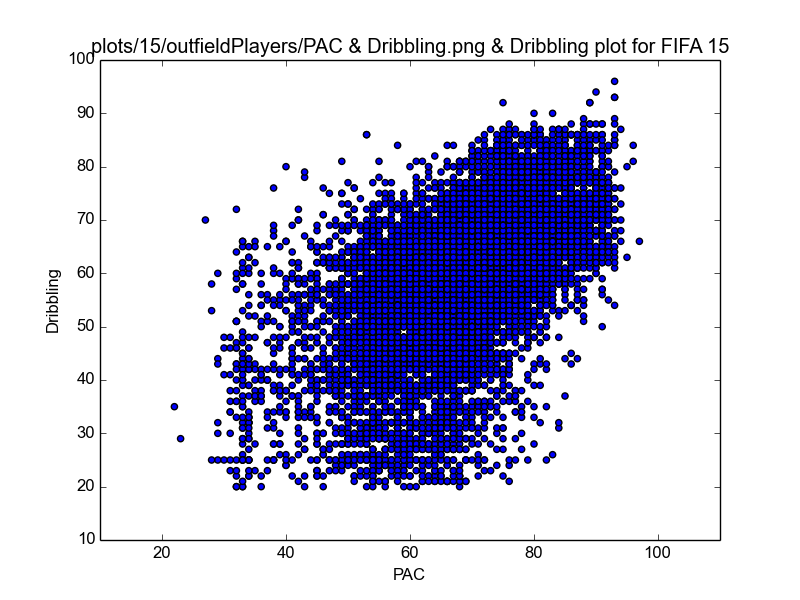 plots/15/outfieldPlayers/PAC & Dribbling.png & Dribbling plot for FIFA 15
100
90
80
70
60
50
40
30
20
10
Dribbling
20 40 60 80 100
PAC